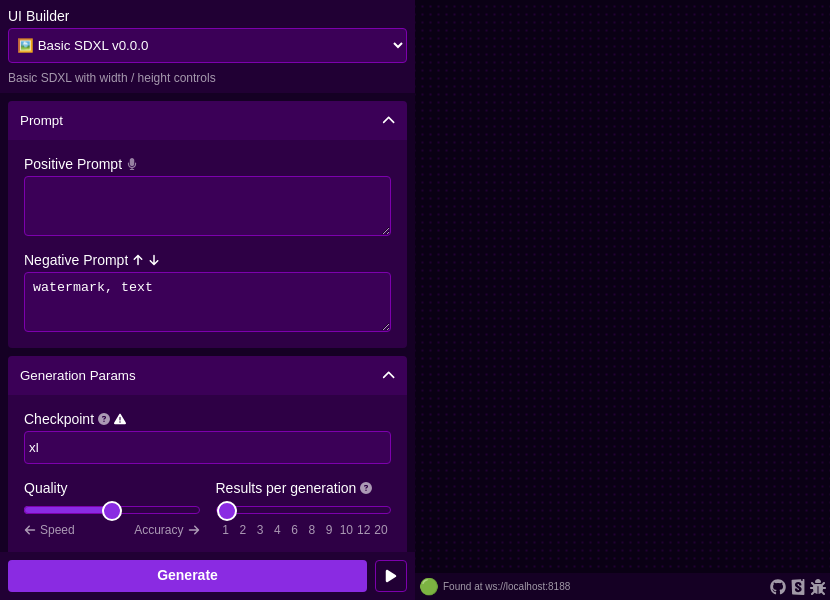 UI Builder
🖼️ Basic SDXL v0.0.0
Basic SDXL with width / height controls
Prompt
Positive Prompt
Negative Prompt ↑ ↓
watermark, text
Generation Params
Checkpoint
xl
Quality Results per generation
← Speed Accuracy → 1 2 3 4 6 8 9 10 12 20
Generate
Found at ws://localhost:8188